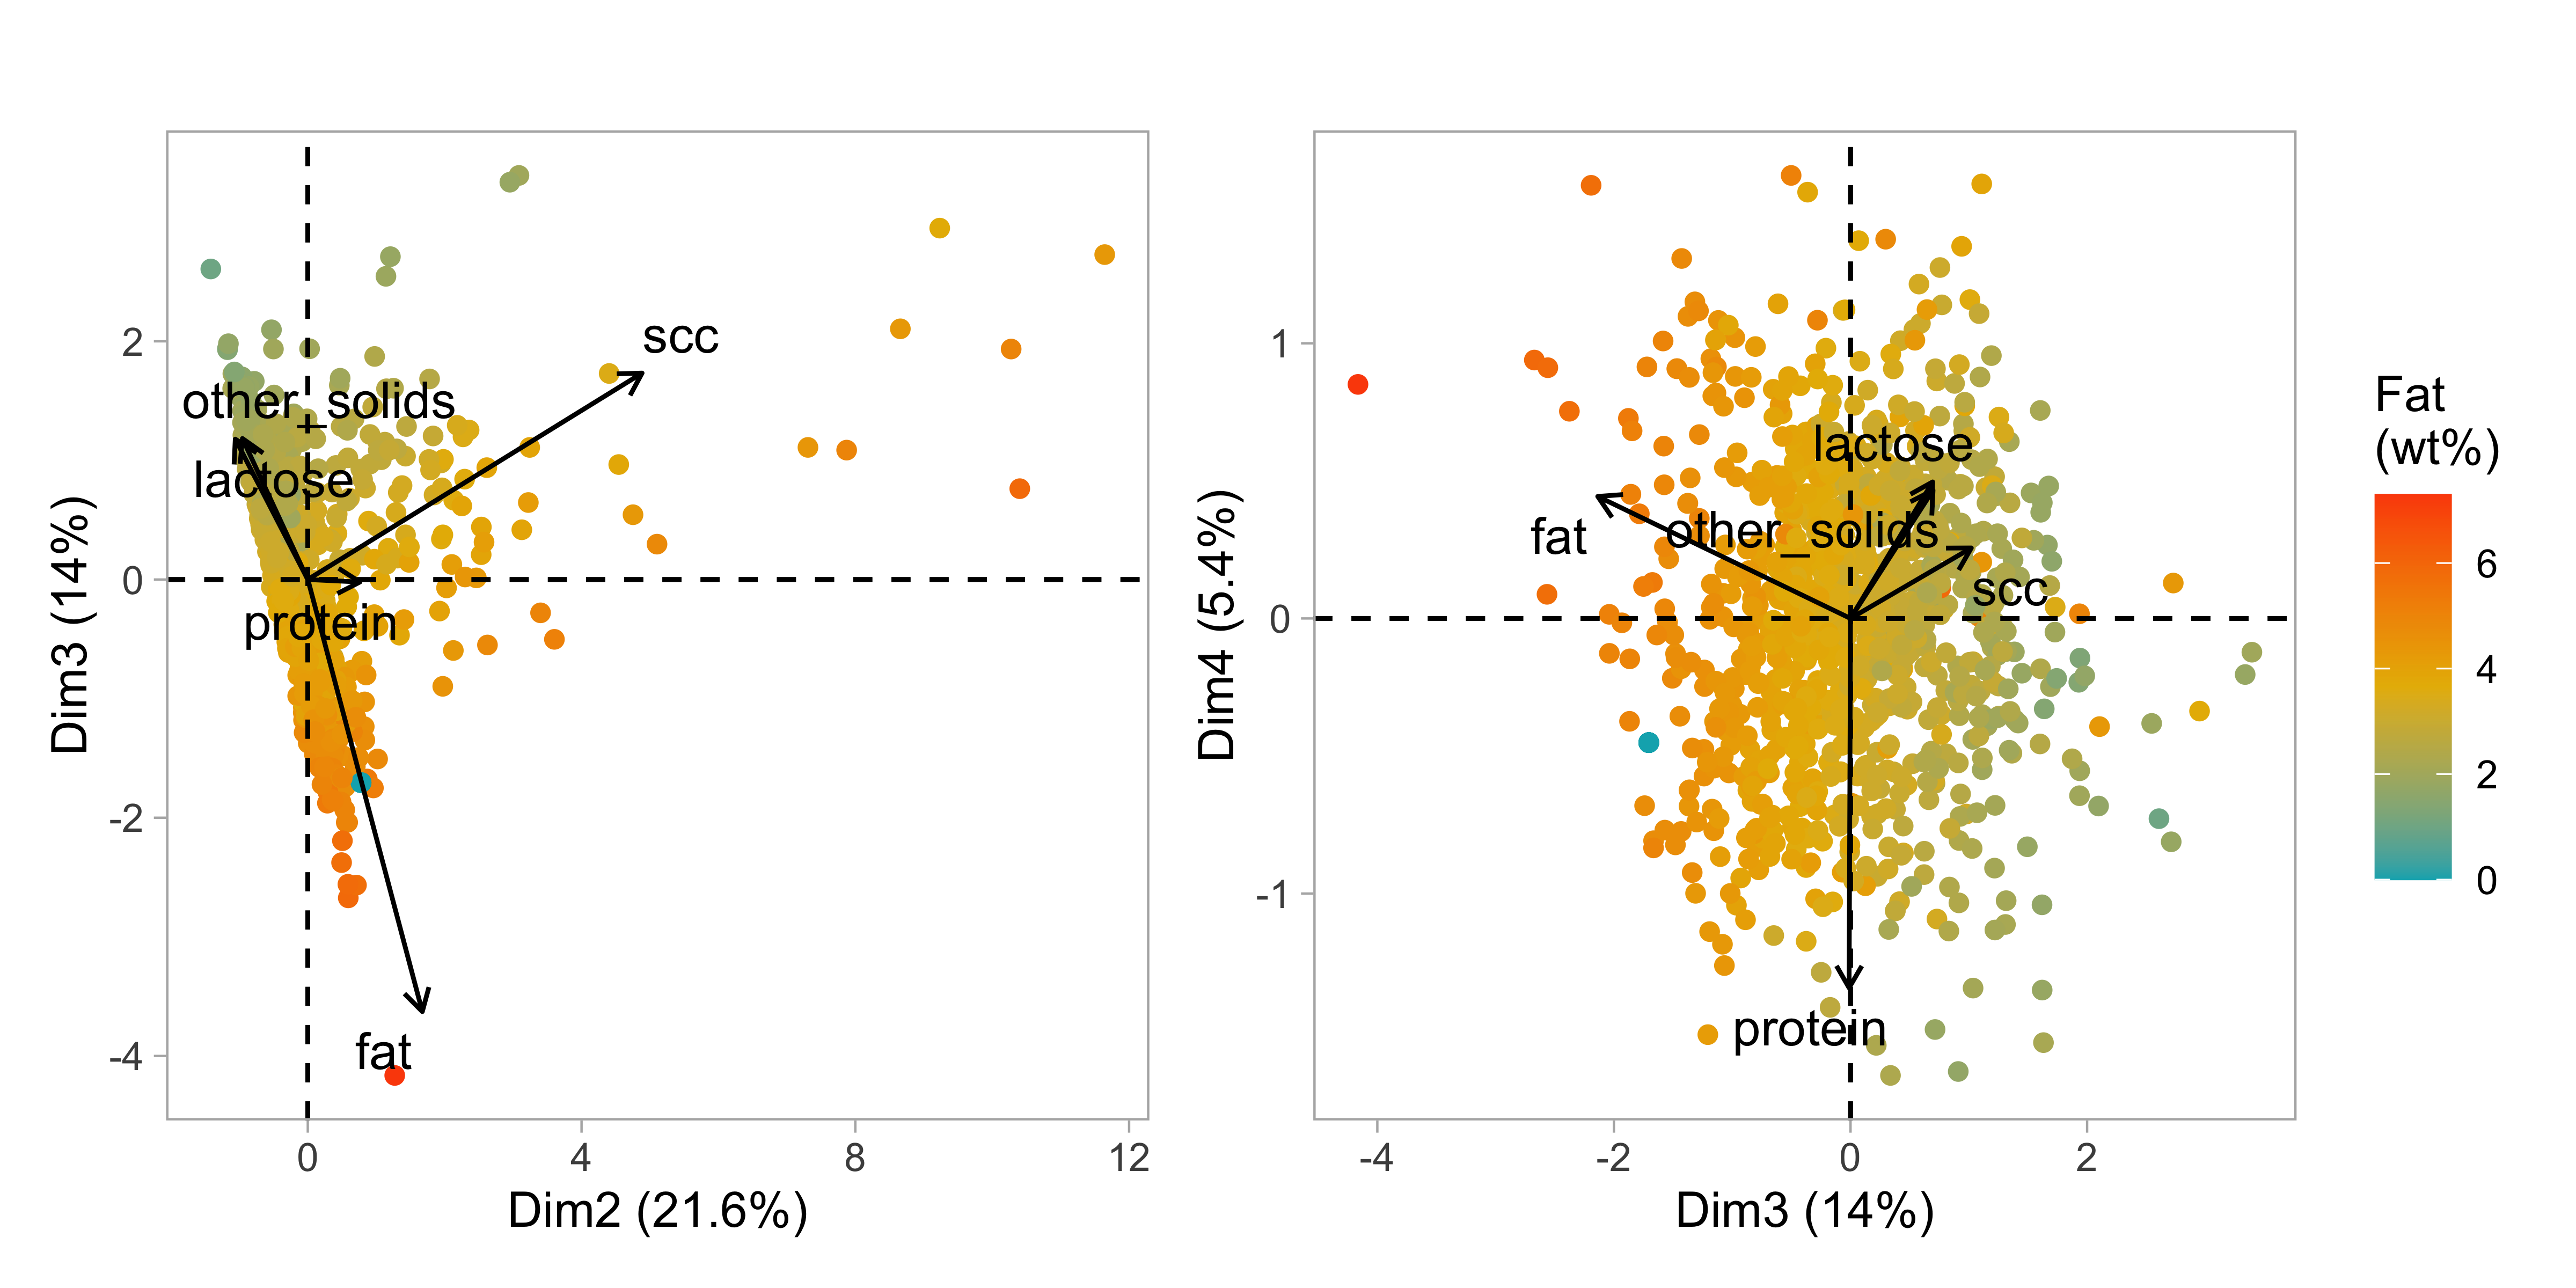 scc
other_solids
lactose
protein
fat
2
0
-2
-4
0
4
8
12
Dim3 (14%)
Dim2 (21.6%)
lactose
fat
other_solids
scc
protein
1
0
-1
-4
-2
0
2
Dim4 (5.4%)
Dim3 (14%)
Fat
(wt%)
6
4
2
0